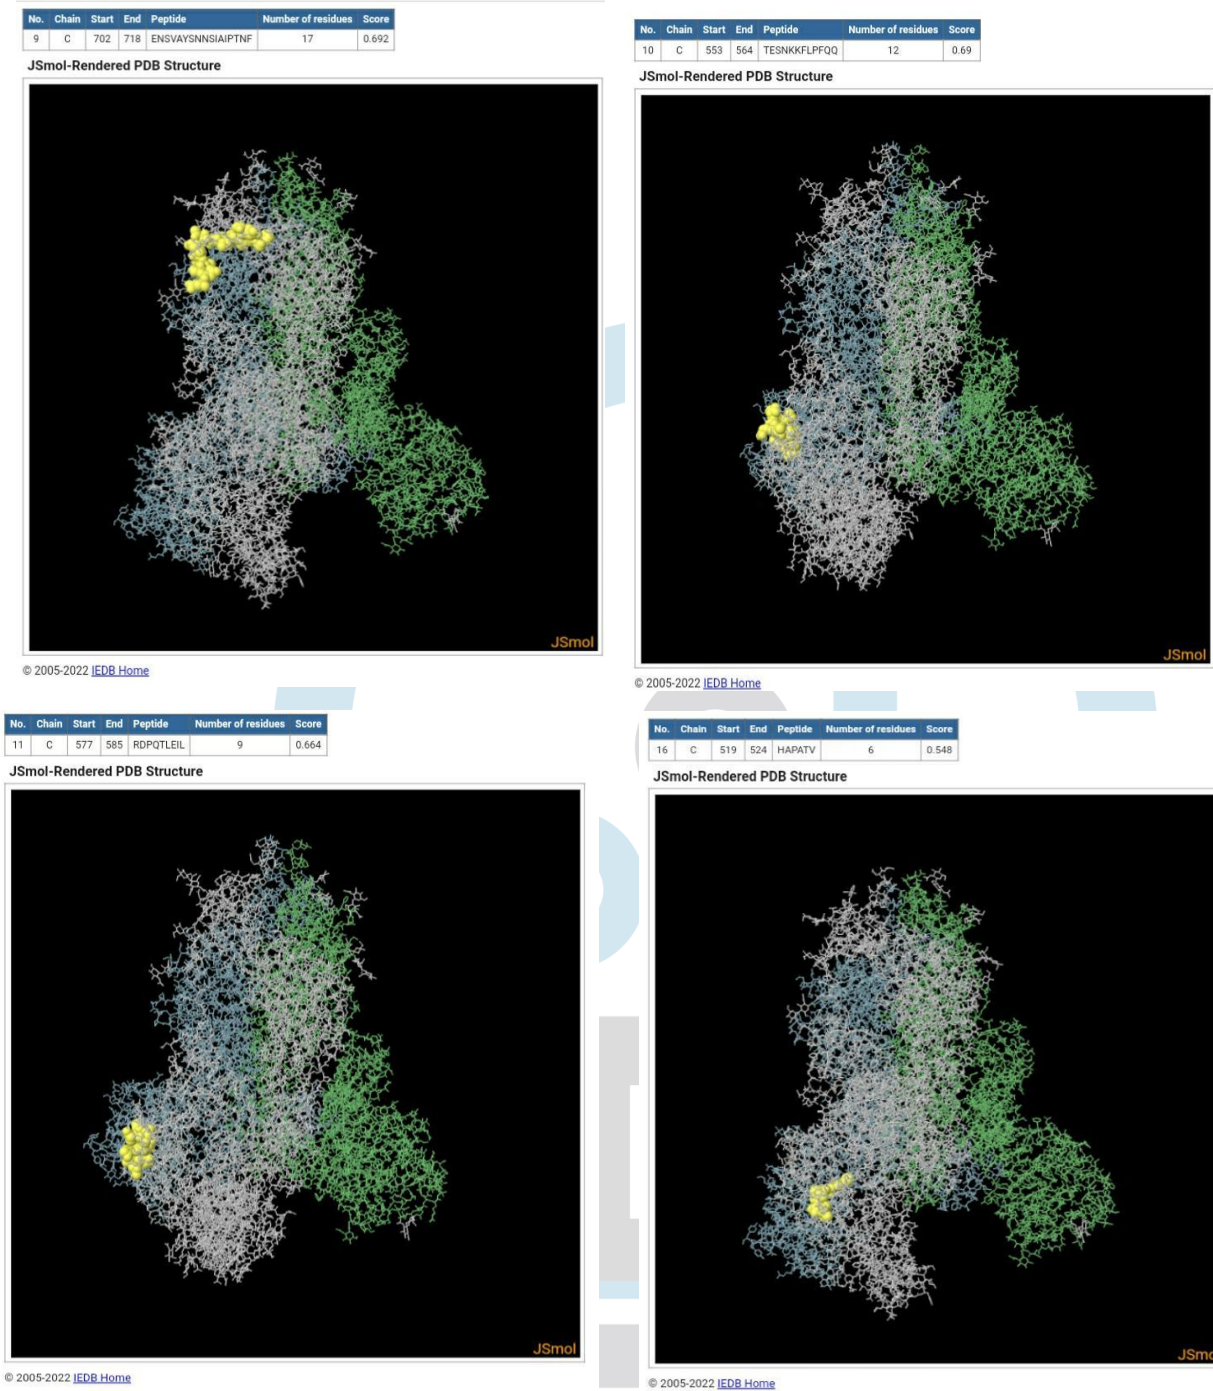 No. Chain Start End Peptide Number of residues Score
9 C 702 718 ENSVAYSNNSIAIPTNF 17 0.692
JSmol-Rendered PDB Structure
JSmol
© 2005-2022 IEDB Home
No. Chain Start End Peptide Number of residues Score
10 C 553 564 TESNKKFLPFQQ 12 0.69
JSmol-Rendered PDB Structure
JSmol
© 2005-2022 IEDB Home
No. Chain Start End Peptide Number of residues Score
11 C 577 585 RDPQTLEIL 9 0.664
JSmol-Rendered PDB Structure
JSmol
© 2005-2022 IEDB Home
No. Chain Start End Peptide Number of residues Score
16 C 519 524 HAPATV 6 0.548
JSmol-Rendered PDB Structure
JSmo
© 2005-2022 IEDB Home